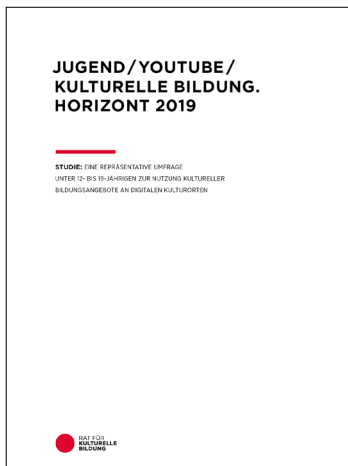 JUGEND/YOUTUBE/
KULTURELLE BILDUNG.
HORIZONT 2019
STUDIE: EINE REPRÄSENTATIVE UMFRAGE
UNTER 12- BIS 19-JÄHRIGEN ZUR NUTZUNG KULTURELLER
BILDUNGSANGEBOTE AN DIGITALEN KULTURORTEN
RAT FÜR
KULTURELLE
BILDUNG